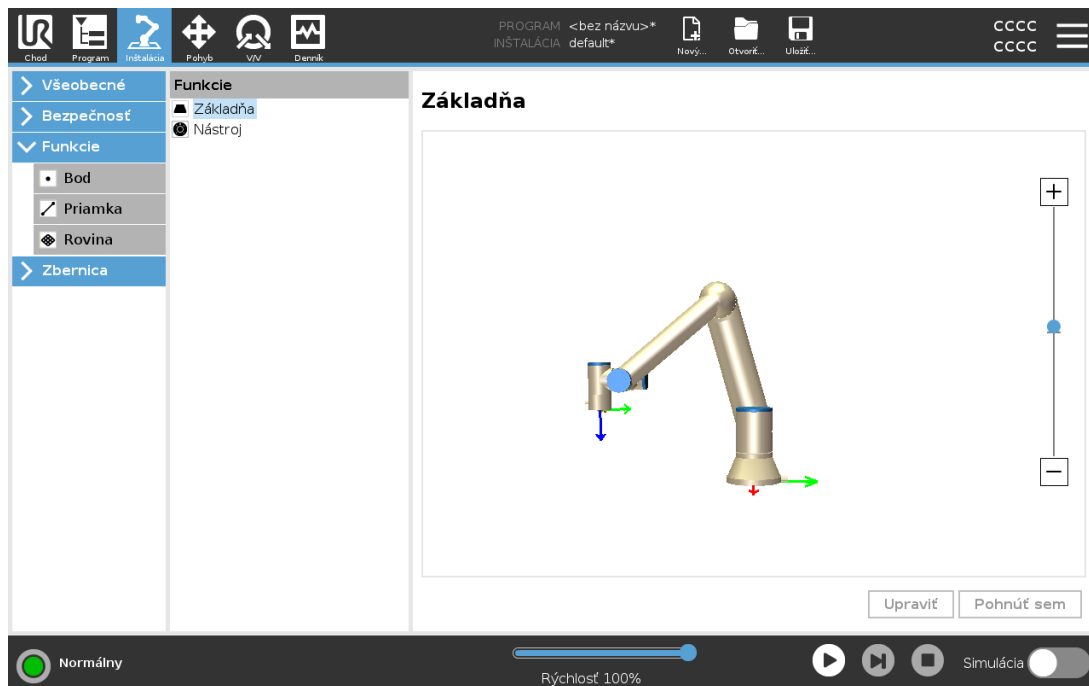 UR
Chod
Program
Inštalácia
Pohyb
V/V
Denník
PROGRAM <bez názvu>*
INŠTALÁCIA default*
Nový...
Otvoriť...
Uložiť...
CCCC
CCCC
Všeobecné
Bezpečnosť
Funkcie
Bod
Priamka
Rovina
Zbernica
Funkcie
Základňa
Nástroj
Základňa
Upraviť
Pohnúť sem
Normálny
Rýchlosť 100%
Simulácia